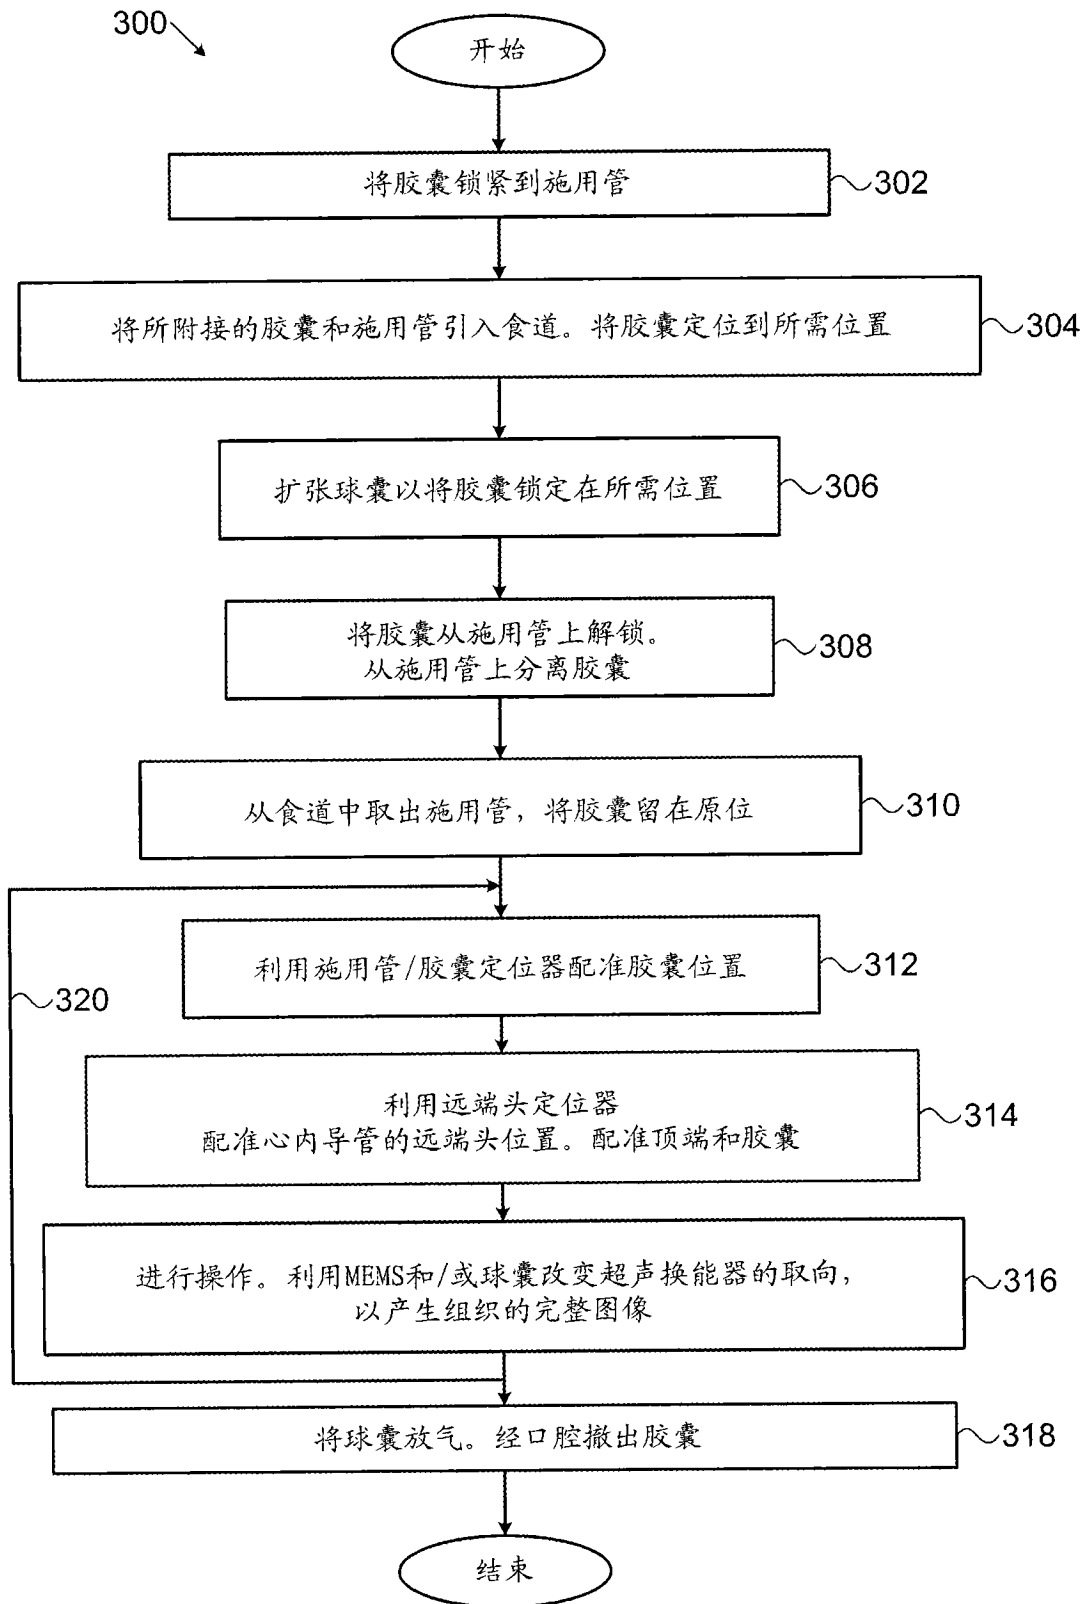 300
开始
将胶囊锁紧到施用管
302
将所附接的胶囊和施用管引入食道。将胶囊定位到所需位置
304
扩张球囊以将胶囊锁定在所需位置
306
将胶囊从施用管上解锁。
从施用管上分离胶囊
308
从食道中取出施用管，将胶囊留在原位
310
利用施用管/胶囊定位器配准胶囊位置
312
320
利用远端头定位器
配准心内导管的远端头位置。配准顶端和胶囊
314
进行操作。利用MEMS和/或球囊改变超声换能器的取向，
以产生组织的完整图像
316
将球囊放气。经口腔撤出胶囊
318
结束